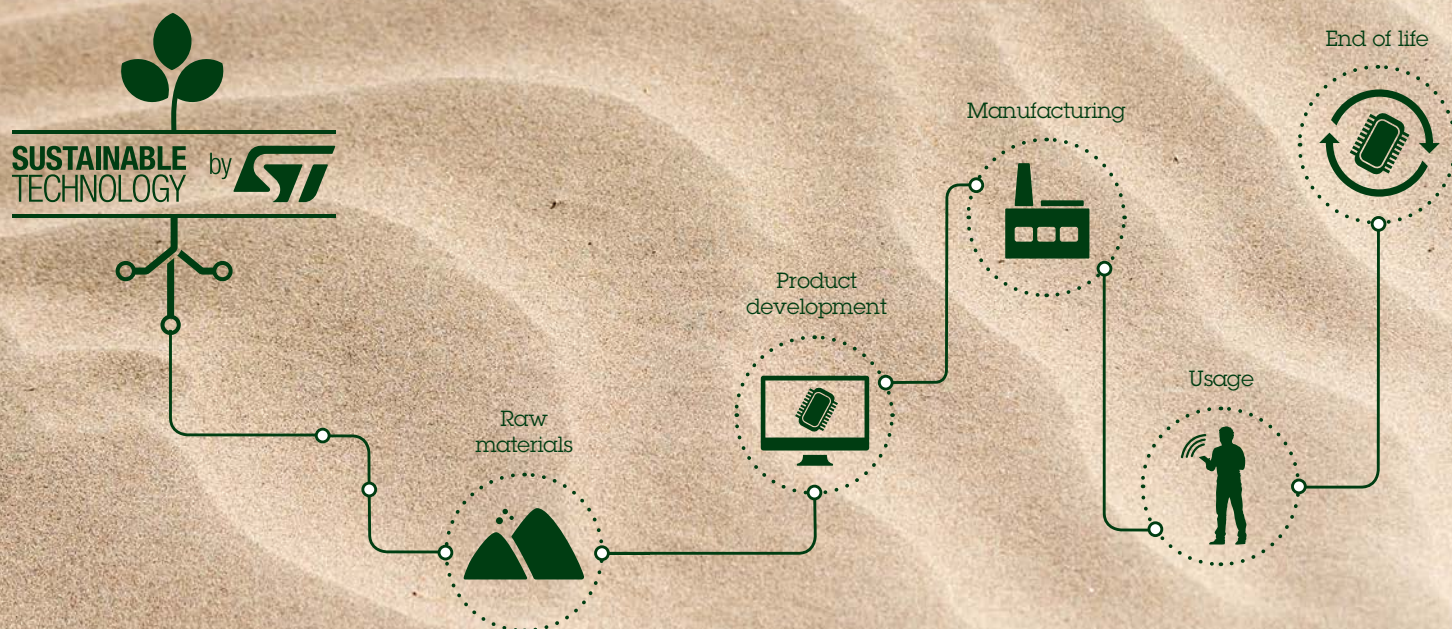 SUSTAINABLE
TECHNOLOGY
by ST
Raw
materials
Product
development
Manufacturing
Usage
End of life